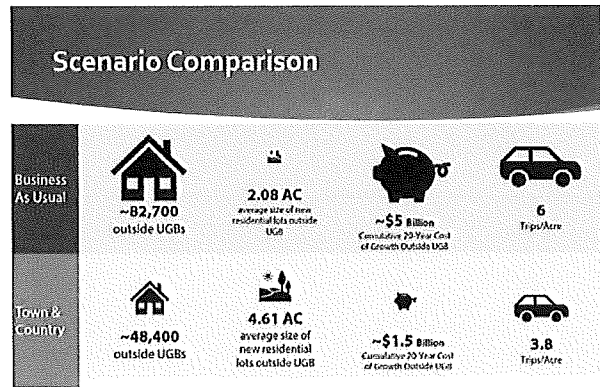 Scenario Comparison
Business
As Usual
~82,700
outside UGBs
2.08 AC
average size of new
residential lots outside
UGB
~$5 Billion
Cumulative 20-Year Cost
of Growth Outside UGB
6
Trips/Acre
Town &
Country
~48,400
outside UGBs
4.61 AC
average size of
new residential
lots outside UGB
~$1.5 Billion
Cumulative 20-Year Cost
of Growth Outside UGB
3.8
Trips/Acre